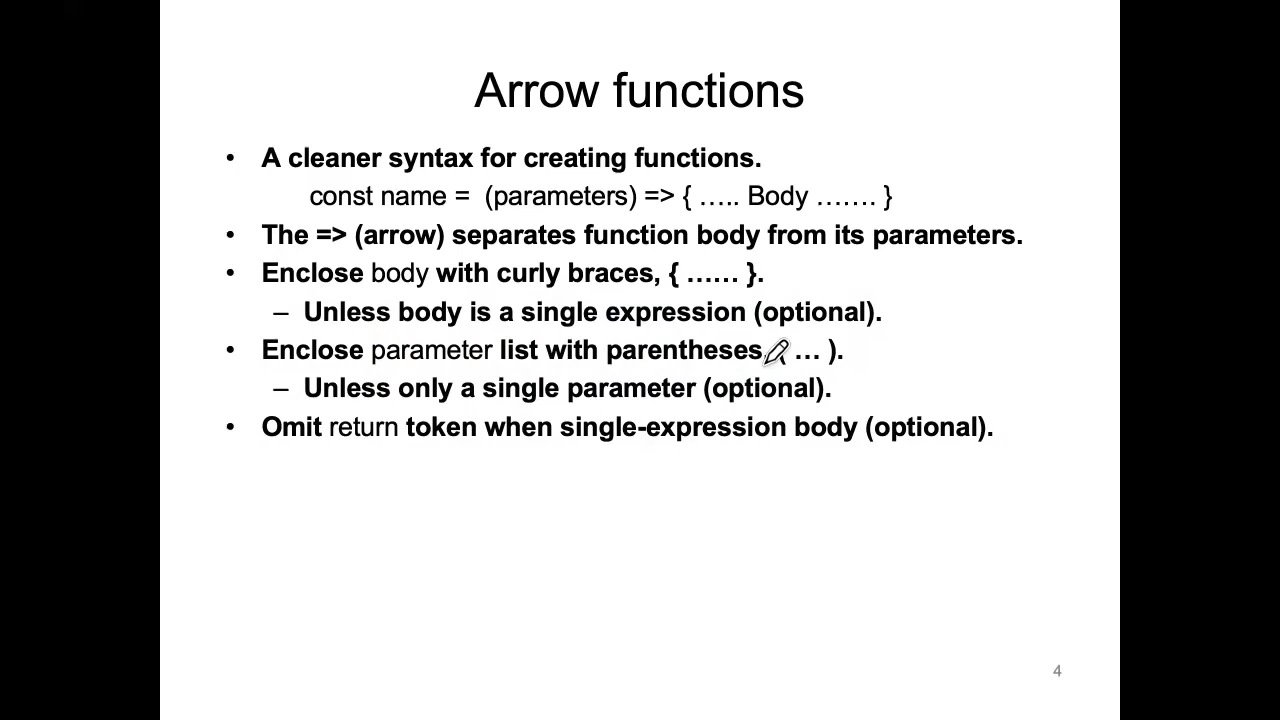 Arrow functions
• A cleaner syntax for creating functions.
const name = (parameters) => { ….. Body ……. }
• The => (arrow) separates function body from its parameters.
• Enclose body with curly braces, { …… }.
– Unless body is a single expression (optional).
• Enclose parameter list with parentheses … ).
– Unless only a single parameter (optional).
• Omit return token when single-expression body (optional).
4